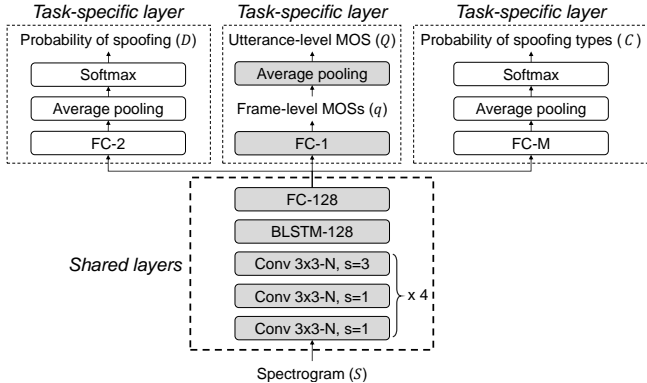 Task-specific layer
Task-specific layer
Task-specific layer
Probability of spoofing (D)
Softmax
Average pooling
FC-2
Utterance-level MOS (Q)
Average pooling
Frame-level MOSs (q)
FC-1
Probability of spoofing types (C)
Softmax
Average pooling
FC-M
Shared layers
FC-128
BLSTM-128
Conv 3x3-N, s=3
Conv 3x3-N, s=1
Conv 3x3-N, s=1
x 4
Spectrogram (S)